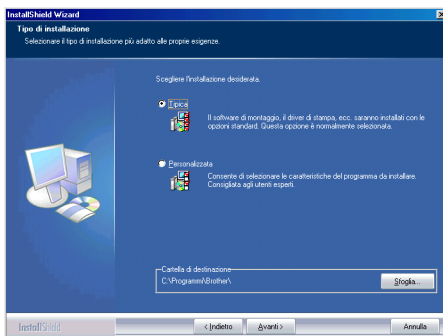 InstallShield Wizard
Tipo di installazione
Selezionare il tipo di installazione più adatto alle proprie esigenze.
Scegliere l'installazione desiderata.
Tipica
Il software di montaggio, il driver di stampa, ecc. saranno installati con le
opzioni standard. Questa opzione è normalmente selezionata.
Personalizzata
Consente di selezionare le caratteristiche del programma da installare.
Consigliata agli utenti esperti.
Cartella di destinazione
C:\Programmi\Brother\
Sfoglia...
InstallShield
< Indietro
Avanti >
Annulla